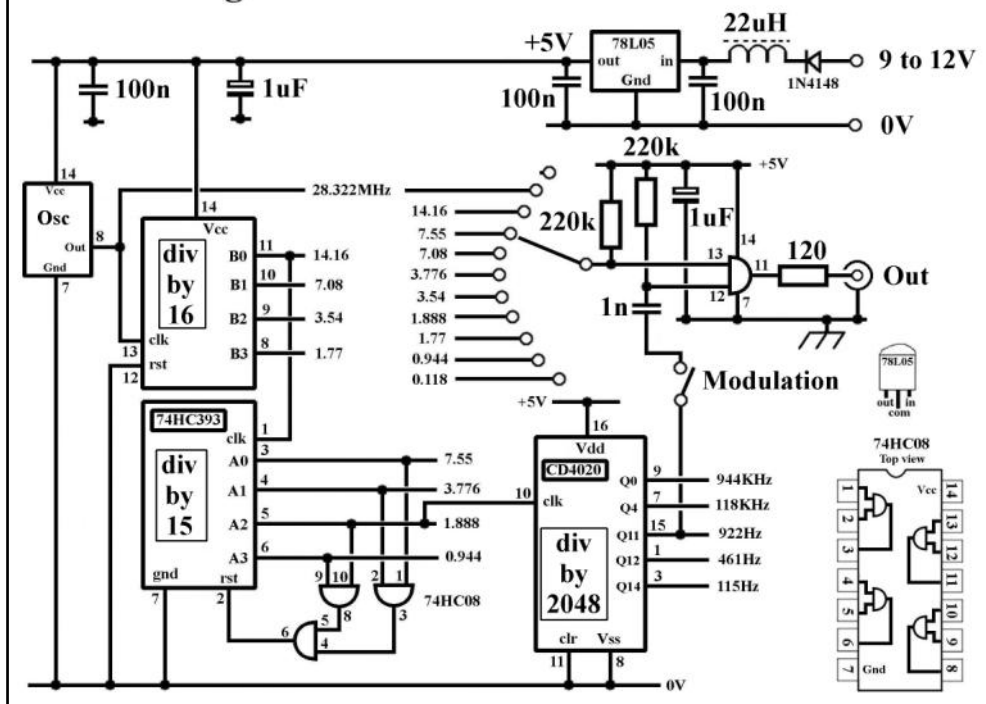 +5V
78L05
out in
Gnd
22uH
1N4148
9 to 12V
100n
1uF
100n
100n
0V
220k
+5V
14
Vcc
Osc
Out
8
Gnd
7
28.322MHz
14
Vcc
div
by
16
B0 11 14.16
B1 10 7.08
B2 9 3.54
B3 8 1.77
clk
13
rst
12
14.16
7.55
7.08
3.776
3.54
1.888
1.77
0.944
0.118
220k
1uF
14
13
12
11
7
120
Out
1n
Modulation
78L05
out in
com
74HC393
clk 1
div
by
15
A0 3 7.55
A1 4 3.776
A2 5 1.888
A3 6 0.944
gnd
7
rst
2
9 10
8
2 1
3
74HC08
5
4
6
+5V
16
Vdd
CD4020
10 clk
div
by
2048
Q0 9 944KHz
Q4 7 118KHz
Q11 15 922Hz
Q12 1 461Hz
Q14 3 115Hz
clr Vss
11 8
0V
74HC08
Top view
1
2
3
4
5
6
7 Gnd
Vcc 14
13
12
11
10
9
8